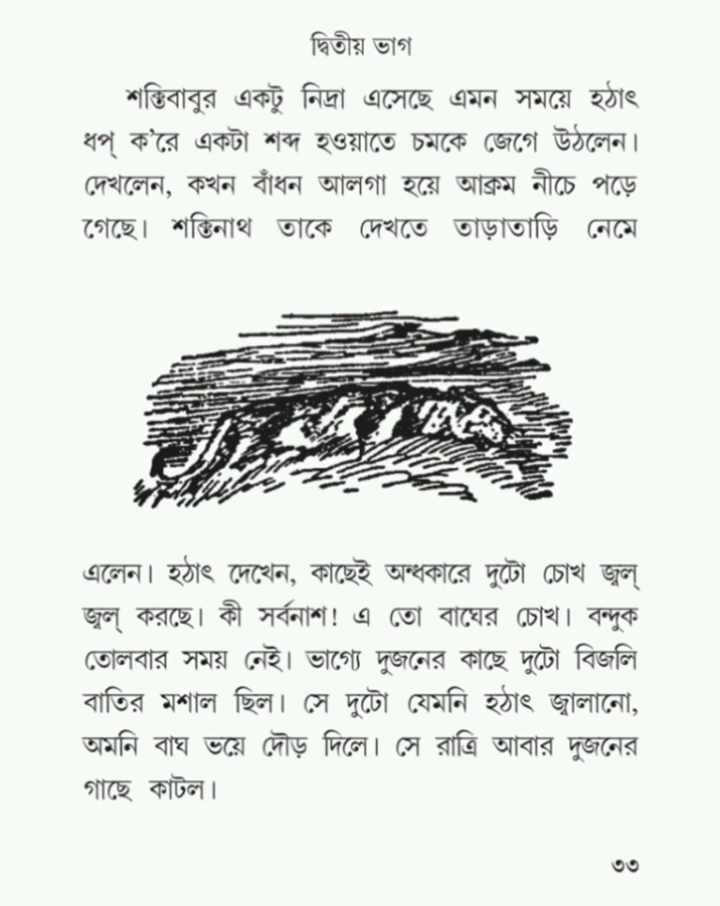 দ্বিতীয় ভাগ
শক্তিবাবুর একটু নিদ্রা এসেছে এমন সময়ে হঠাৎ
ধপ্ ক'রে একটা শব্দ হওয়াতে চমকে জেগে উঠলেন।
দেখলেন, কখন বাঁধন আলগা হয়ে আক্রম নীচে পড়ে
গেছে। শক্তিনাথ তাকে দেখতে তাড়াতাড়ি নেমে
এলেন। হঠাৎ দেখেন, কাছেই অন্ধকারে দুটো চোখ জ্বল্
জ্বল্ করছে। কী সর্বনাশ! এ তো বাঘের চোখ। বন্দুক
তোলবার সময় নেই। ভাগ্যে দুজনের কাছে দুটো বিজলি
বাতির মশাল ছিল। সে দুটো যেমনি হঠাৎ জ্বালানো,
অমনি বাঘ ভয়ে দৌড় দিলে। সে রাত্রি আবার দুজনের
গাছে কাটল।
৩৩